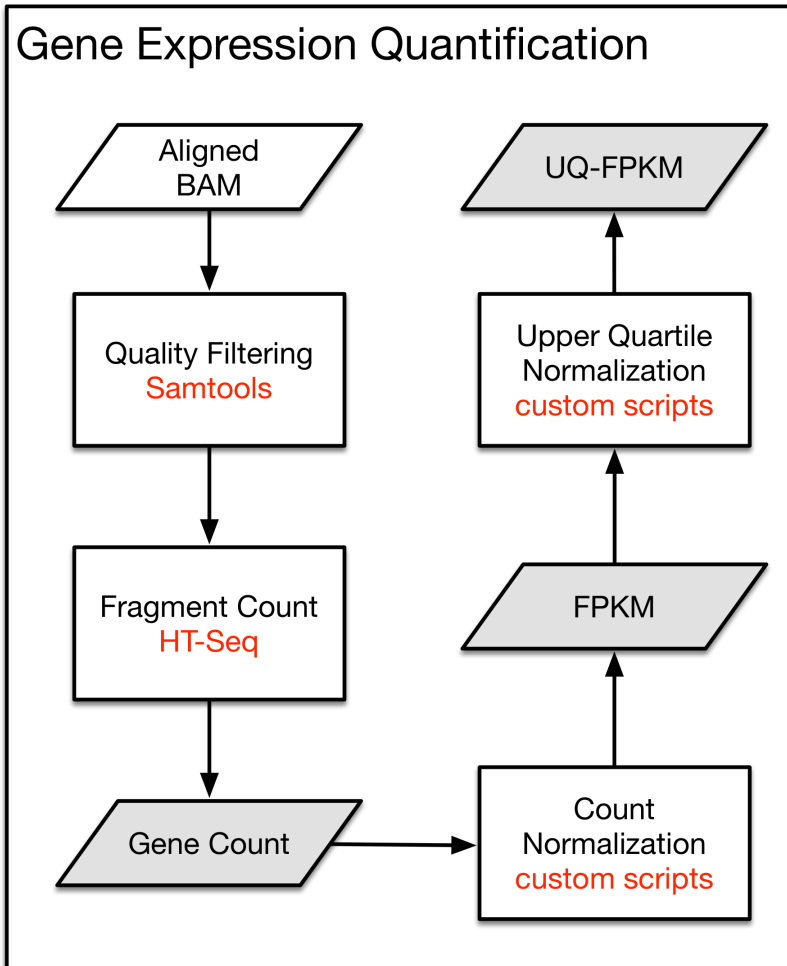 Gene Expression Quantification
Aligned
BAM
Quality Filtering
Samtools
Fragment Count
HT-Seq
Gene Count
Count
Normalization
custom scripts
FPKM
Upper Quartile
Normalization
custom scripts
UQ-FPKM